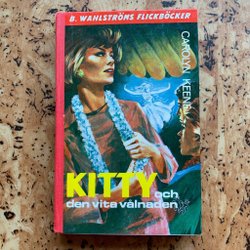 B. WAHLSTRÖMS FLICKBÖCKER
CAROLYN KEENE
KITTY och
den vita vålnaden